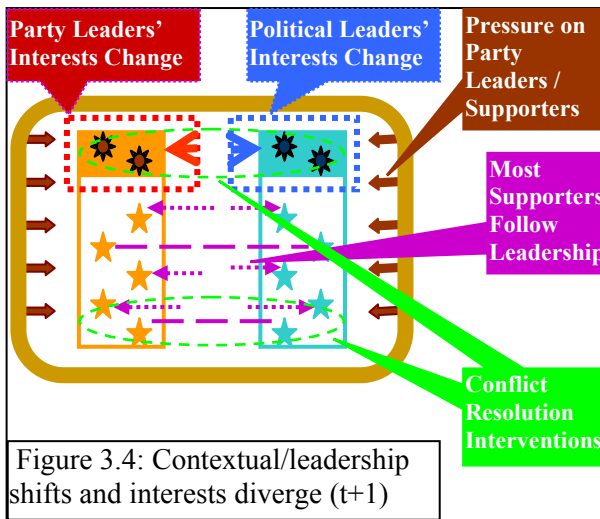 Party Leaders'
Interests Change
Political Leaders'
Interests Change
Pressure on
Party
Leaders /
Supporters
Most
Supporters
Follow
Leadership
Conflict
Resolution
Interventions
Figure 3.4: Contextual/leadership
shifts and interests diverge (t+1)